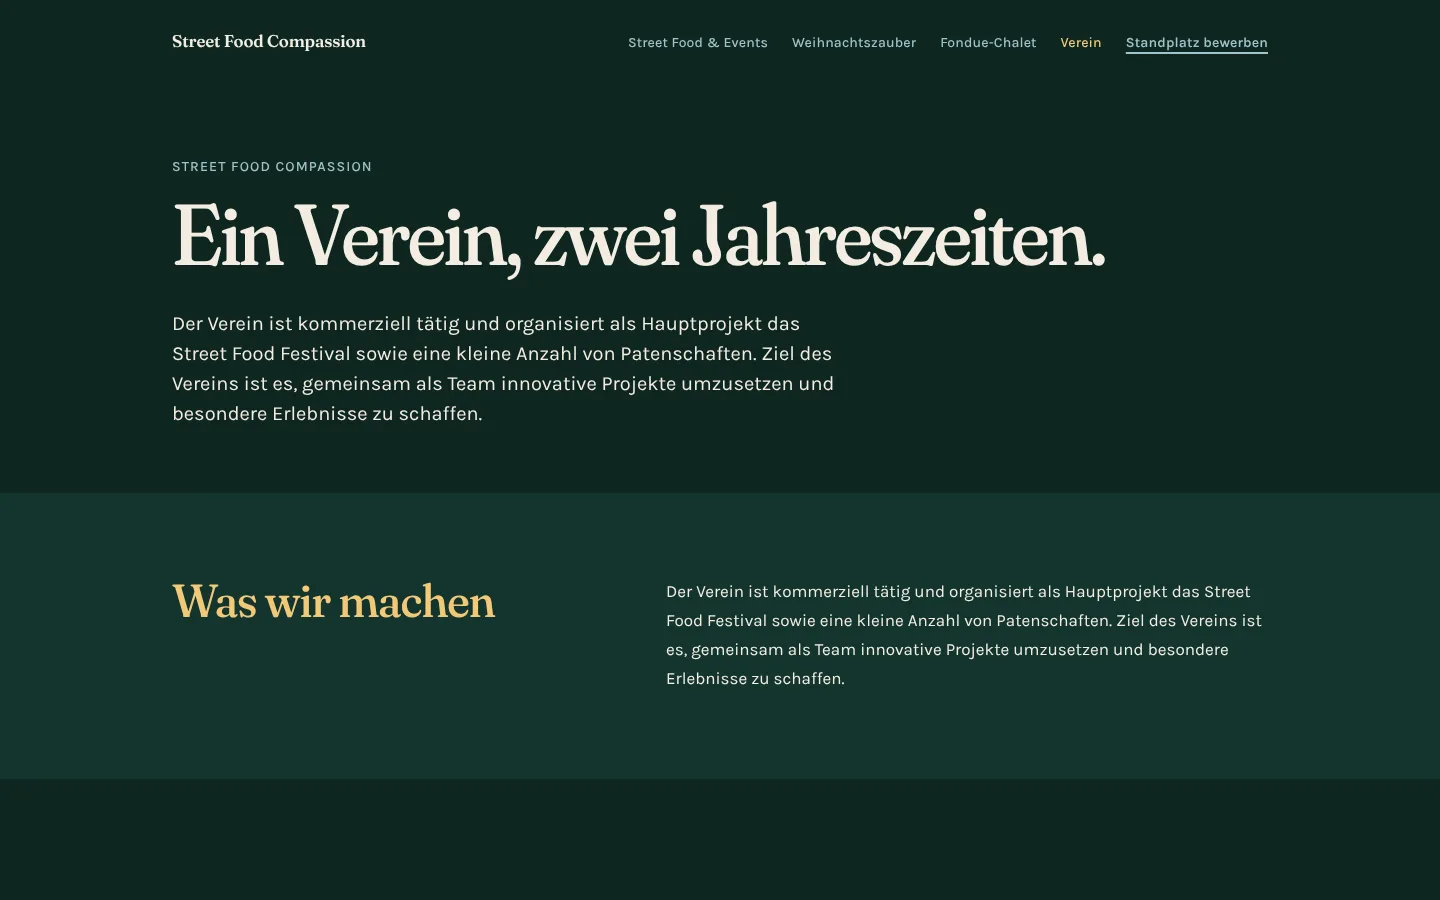 Street Food Compassion
Street Food & Events
Weihnachtszauber
Fondue-Chalet
Verein
Standplatz bewerben
STREET FOOD COMPASSION
Ein Verein, zwei Jahreszeiten.
Der Verein ist kommerziell tätig und organisiert als Hauptprojekt das
Street Food Festival sowie eine kleine Anzahl von Patenschaften. Ziel des
Vereins ist es, gemeinsam als Team innovative Projekte umzusetzen und
besondere Erlebnisse zu schaffen.
Was wir machen
Der Verein ist kommerziell tätig und organisiert als Hauptprojekt das Street
Food Festival sowie eine kleine Anzahl von Patenschaften. Ziel des Vereins ist
es, gemeinsam als Team innovative Projekte umzusetzen und besondere
Erlebnisse zu schaffen.